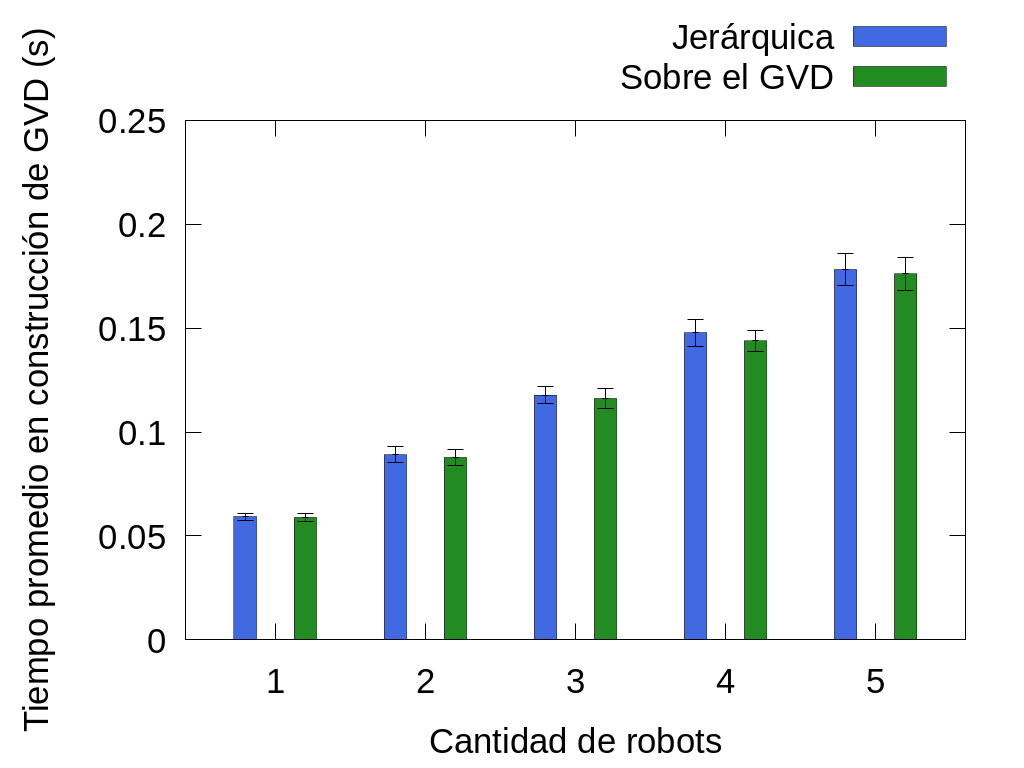 Jerárquica
Sobre el GVD
Tiempo promedio en construcción de GVD (s)
0.25
0.2
0.15
0.1
0.05
0
1 2 3 4 5
Cantidad de robots